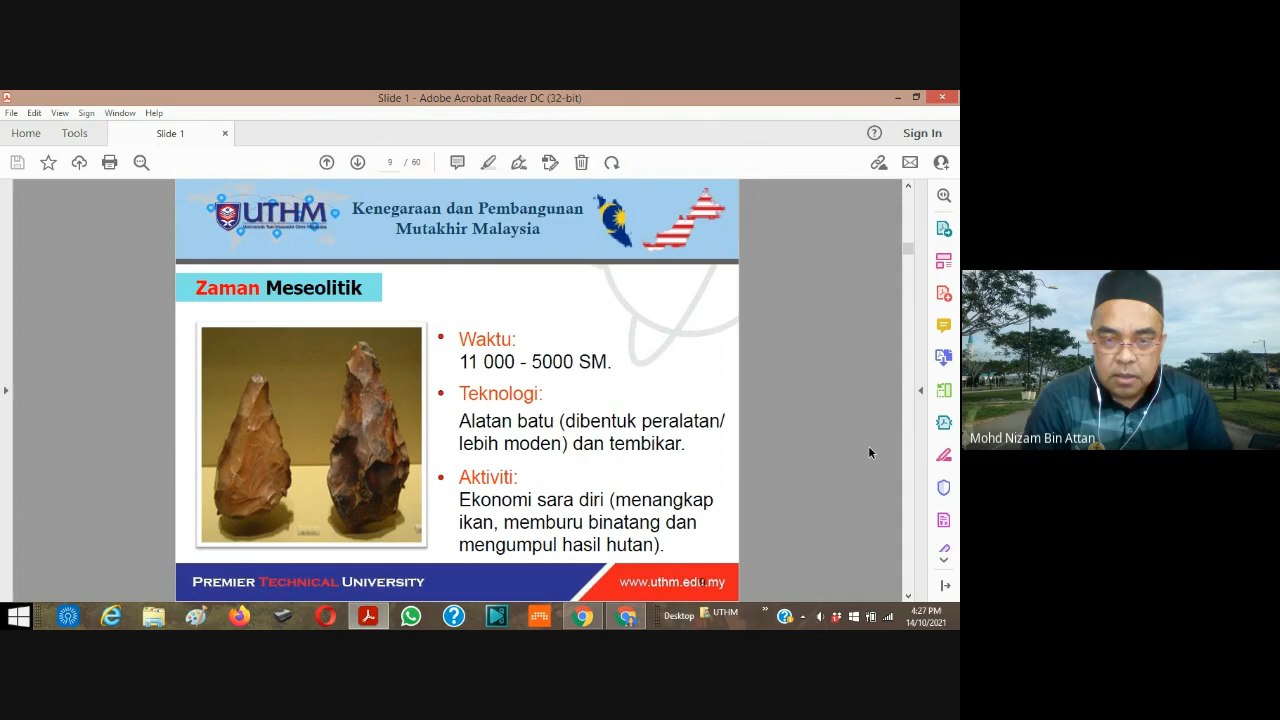 Slide 1 - Adobe Acrobat Reader DC (32-bit)
File Edit View Sign Window Help
Home Tools Slide 1 × Sign In
9 / 60
UTHM
Kenegaraan dan Pembangunan
Mutakhir Malaysia
Zaman Meseolitik
• Waktu:
11 000 - 5000 SM.
• Teknologi:
Alatan batu (dibentuk peralatan/
lebih moden) dan tembikar.
• Aktiviti:
Ekonomi sara diri (menangkap
ikan, memburu binatang dan
mengumpul hasil hutan).
PREMIER TECHNICAL UNIVERSITY
www.uthm.edu.my
Mohd Nizam Bin Attan
Desktop UTHM
4:27 PM
14/10/2021